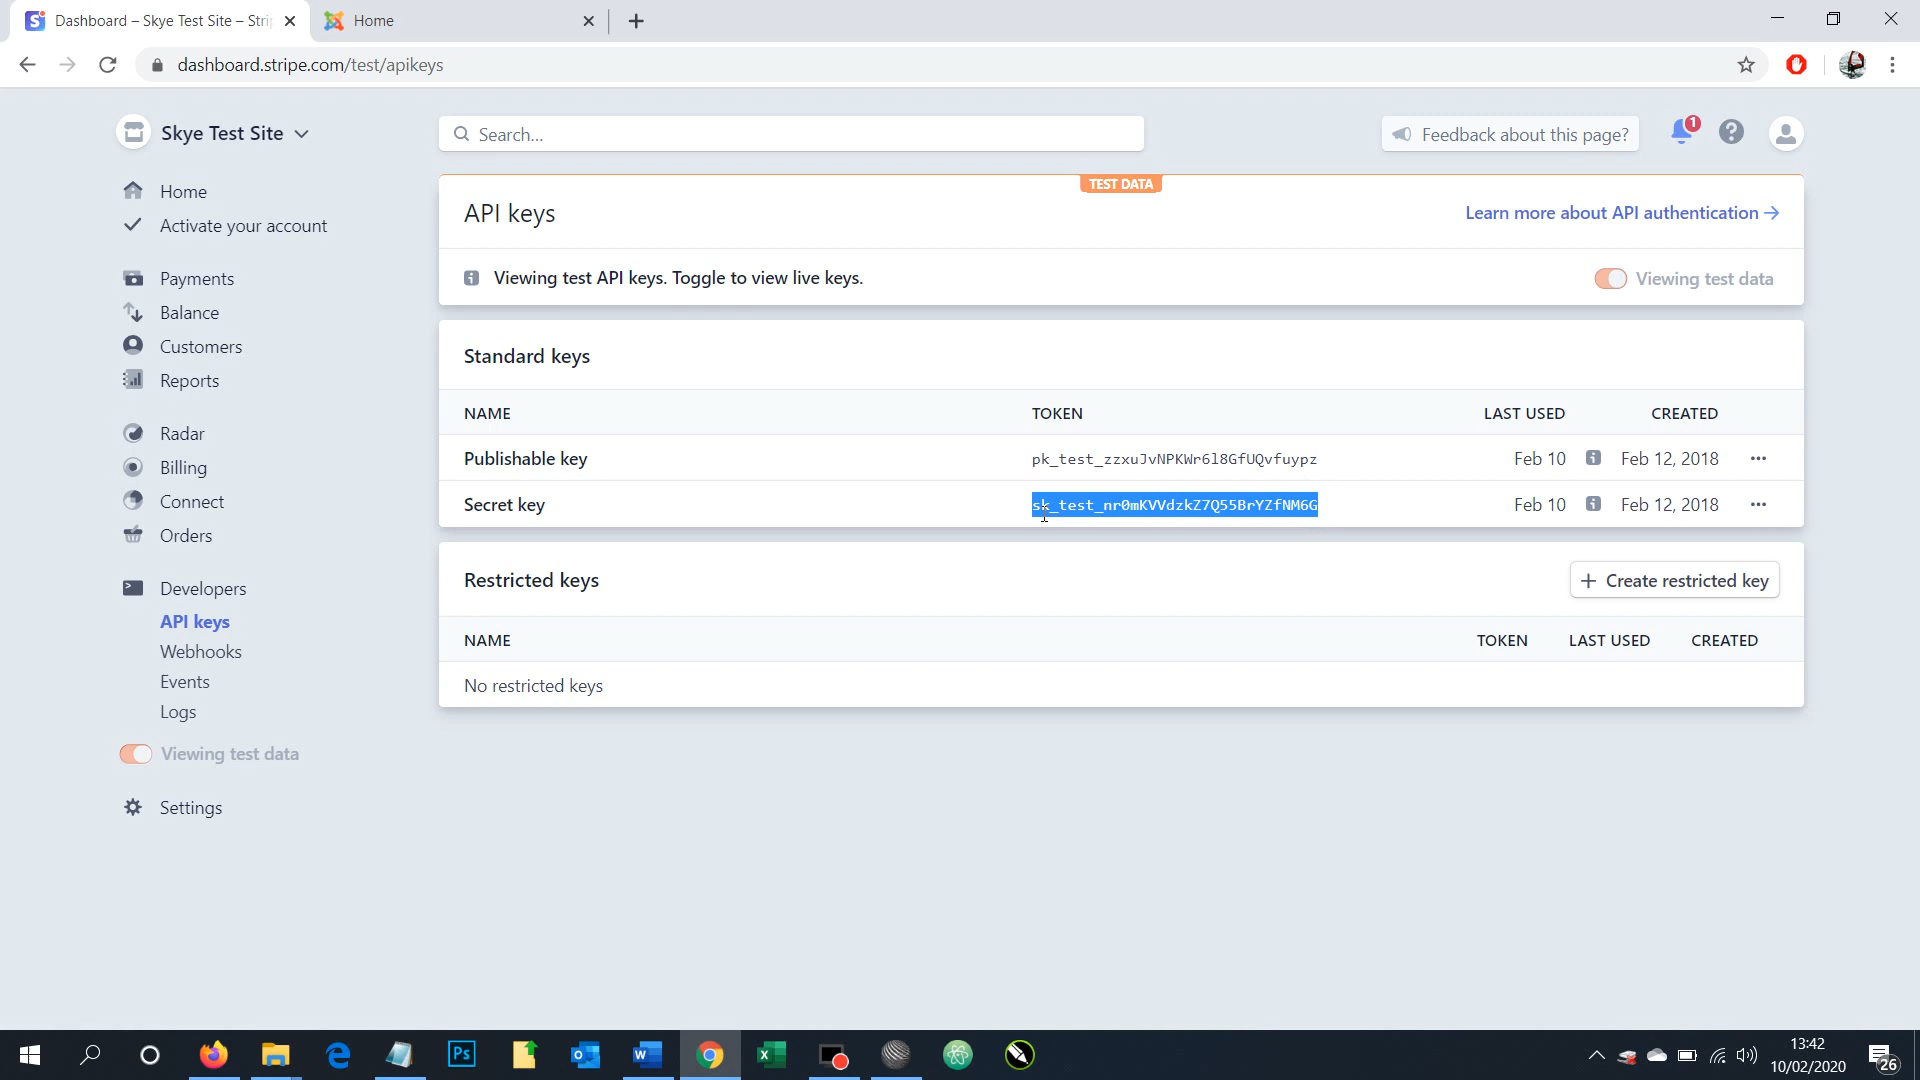 Dashboard – Skye Test Site – Stri
Home
dashboard.stripe.com/test/apikeys
Skye Test Site
Search...
Feedback about this page?
1
Home
Activate your account
Payments
Balance
Customers
Reports
Radar
Billing
Connect
Orders
Developers
API keys
Webhooks
Events
Logs
Viewing test data
Settings
TEST DATA
API keys
Learn more about API authentication
Viewing test API keys. Toggle to view live keys.
Viewing test data
Standard keys
NAME TOKEN LAST USED CREATED
Publishable key pk_test_zzxuJvNPKWr6l8GfUQvfuypz Feb 10 Feb 12, 2018
Secret key sk_test_nr0mKVVdzkZ7Q55BrYZfNM6G Feb 10 Feb 12, 2018
Restricted keys
Create restricted key
NAME TOKEN LAST USED CREATED
No restricted keys
13:42
10/02/2020
26